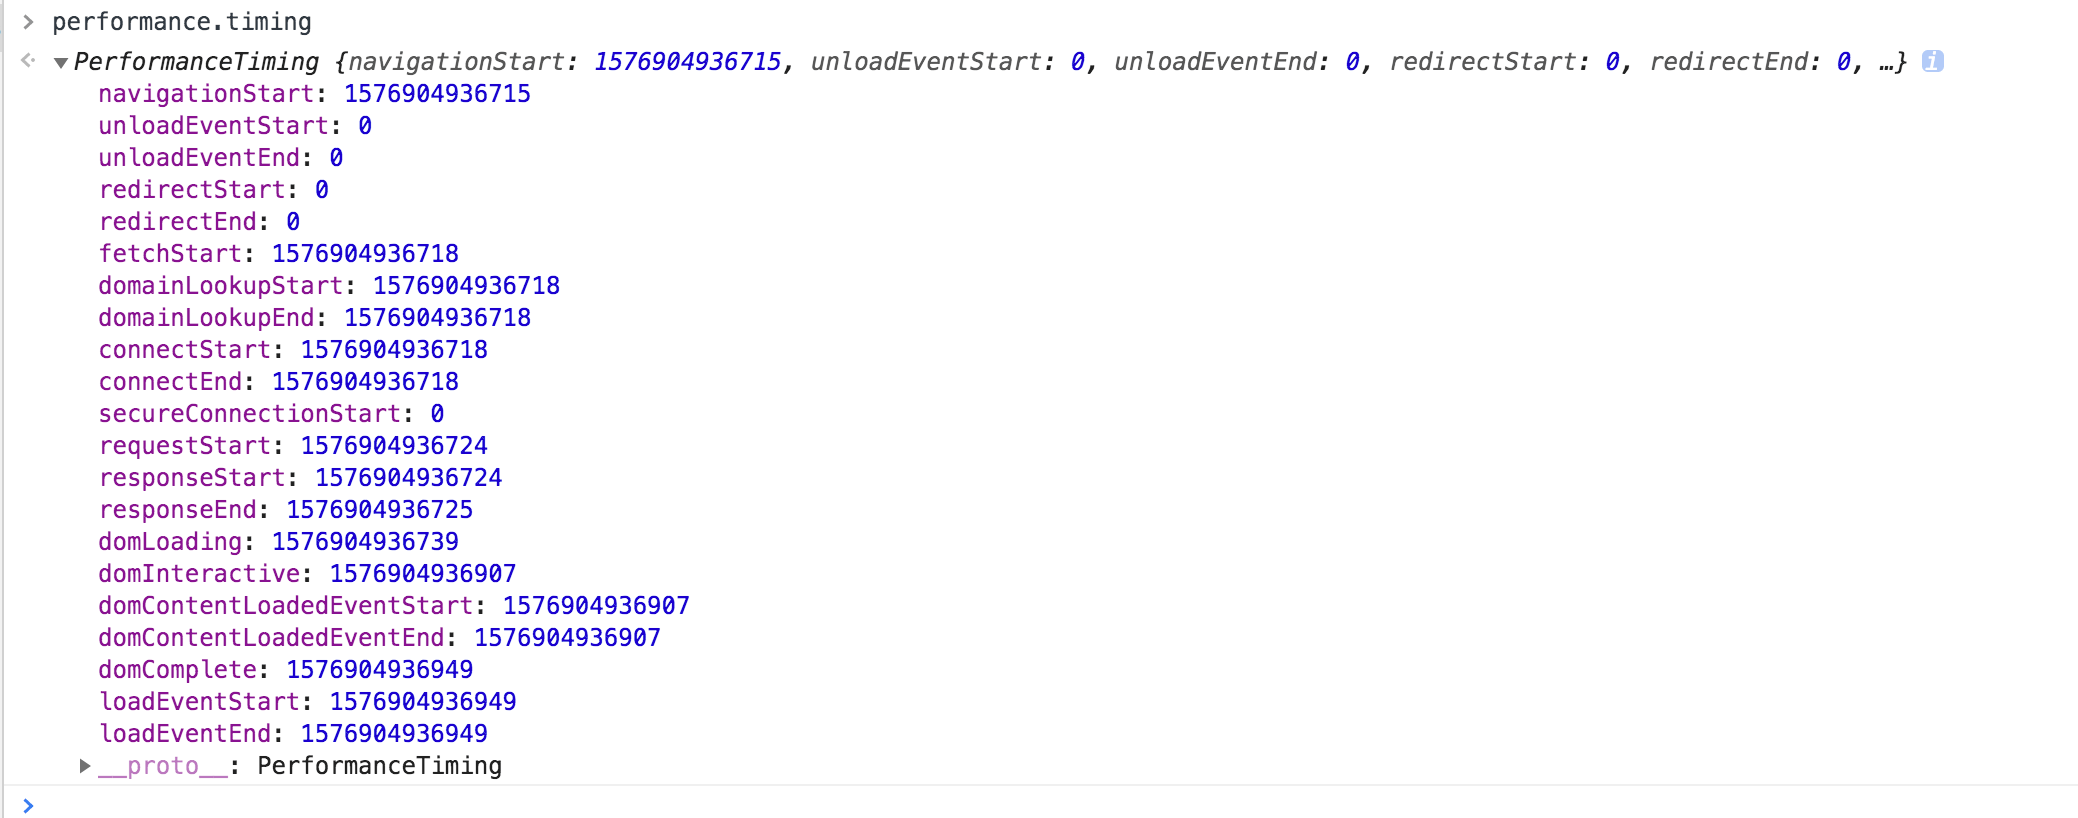 > performance.timing
<· ▼PerformanceTiming {navigationStart: 1576904936715, unloadEventStart: 0, unloadEventEnd: 0, redirectStart: 0, redirectEnd: 0, …} i
navigationStart: 1576904936715
unloadEventStart: 0
unloadEventEnd: 0
redirectStart: 0
redirectEnd: 0
fetchStart: 1576904936718
domainLookupStart: 1576904936718
domainLookupEnd: 1576904936718
connectStart: 1576904936718
connectEnd: 1576904936718
secureConnectionStart: 0
requestStart: 1576904936724
responseStart: 1576904936724
responseEnd: 1576904936725
domLoading: 1576904936739
domInteractive: 1576904936907
domContentLoadedEventStart: 1576904936907
domContentLoadedEventEnd: 1576904936907
domComplete: 1576904936949
loadEventStart: 1576904936949
loadEventEnd: 1576904936949
▶__proto__: PerformanceTiming
>